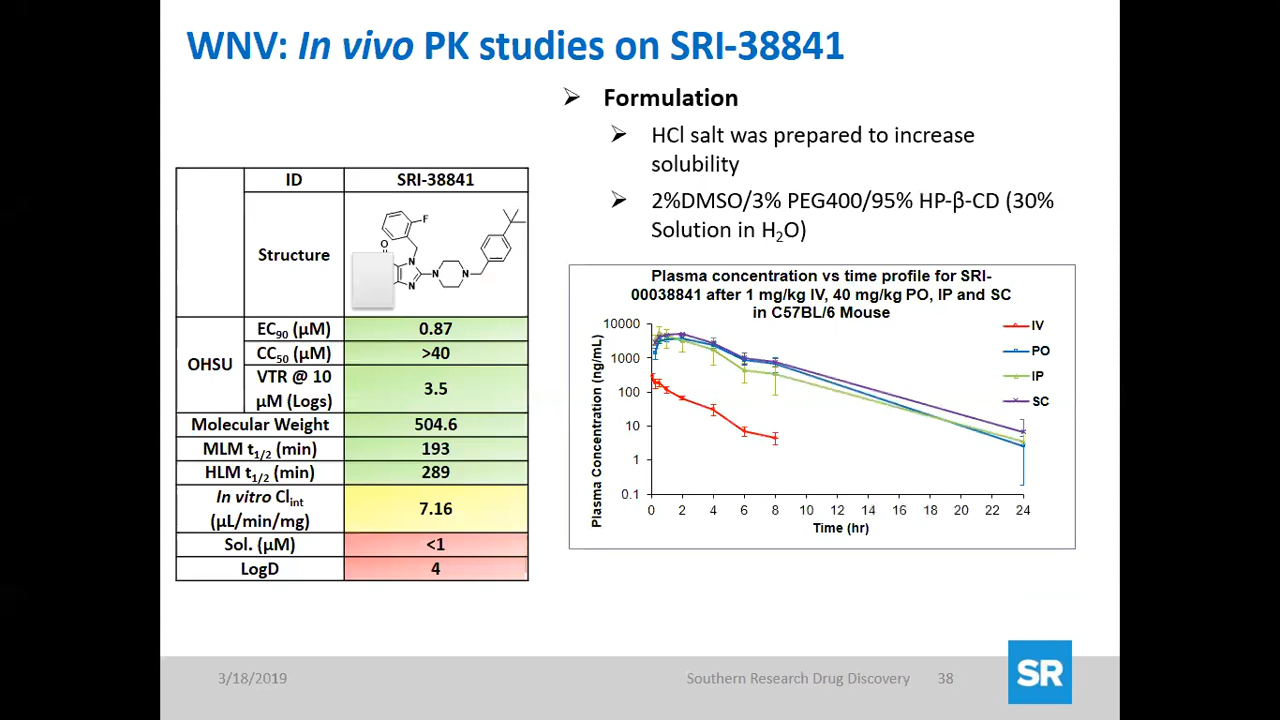 WNV: In vivo PK studies on SRI-38841
Formulation
HCl salt was prepared to increase
solubility
2%DMSO/3% PEG400/95% HP-β-CD (30%
Solution in H₂O)
ID SRI-38841
Structure
F
O
N
N
N
N
OHSU
EC₉₀ (µM) 0.87
CC₅₀ (µM) >40
VTR @ 10
µM (Logs) 3.5
Molecular Weight 504.6
MLM t₁/₂ (min) 193
HLM t₁/₂ (min) 289
In vitro Clᵢₙₜ
(µL/min/mg) 7.16
Sol. (µM) <1
LogD 4
Plasma concentration vs time profile for SRI-
00038841 after 1 mg/kg IV, 40 mg/kg PO, IP and SC
in C57BL/6 Mouse
Plasma Concentration (ng/mL)
10000
1000
100
10
1
0.1
0 2 4 6 8 10 12 14 16 18 20 22 24
Time (hr)
IV
PO
IP
SC
3/18/2019 Southern Research Drug Discovery 38
SR